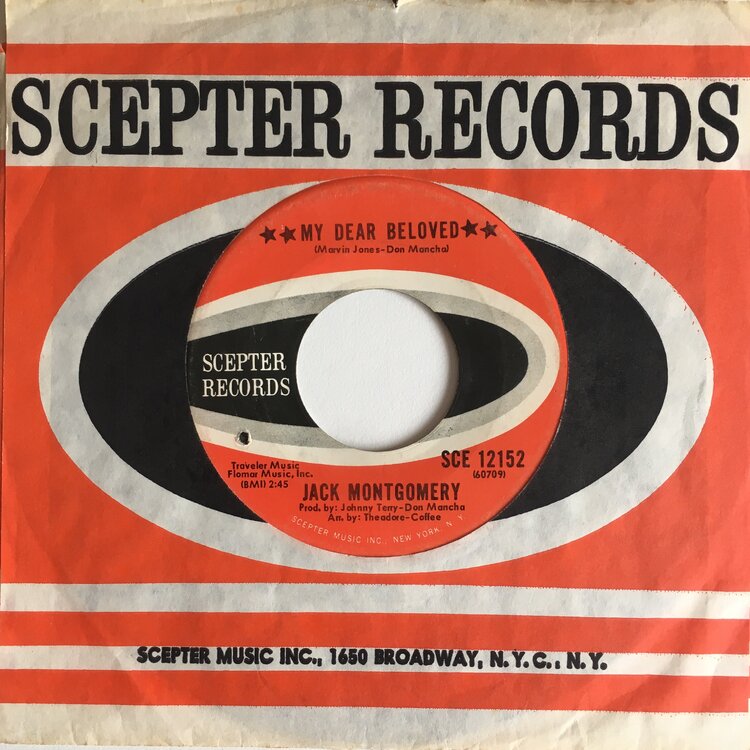 SCEPTER RECORDS
★★MY DEAR BELOVED★★
(Marvin Jones-Don Mancha)
SCEPTER
RECORDS
Traveler Music
Flomar Music, Inc.
(BMI) 2:45
SCE 12152
(60709)
JACK MONTGOMERY
Prod. by: Johnny Terry-Don Mancha
Arr. by: Theadore-Coffee
SCEPTER MUSIC INC., NEW YORK, N. Y.
SCEPTER MUSIC INC., 1650 BROADWAY, N. Y. C., N. Y.